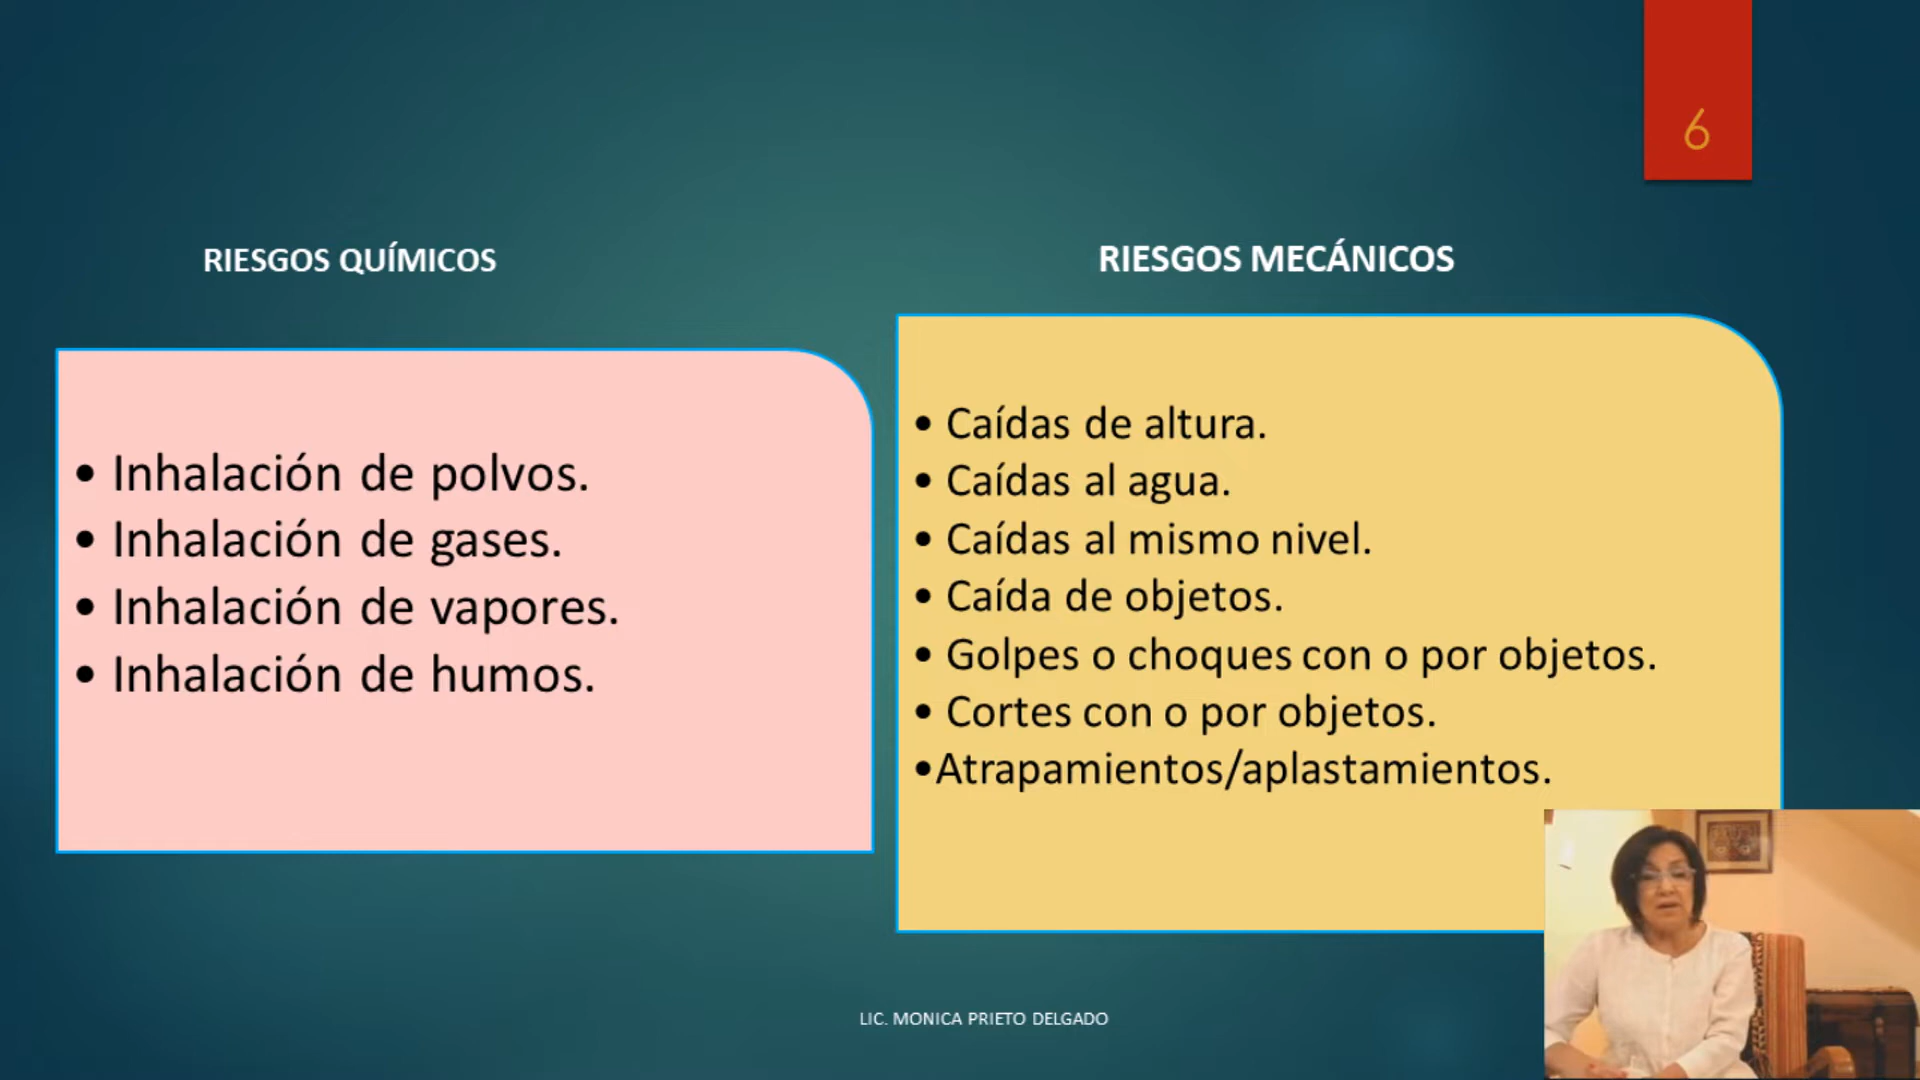 6
RIESGOS QUÍMICOS
• Inhalación de polvos.
• Inhalación de gases.
• Inhalación de vapores.
• Inhalación de humos.
RIESGOS MECÁNICOS
• Caídas de altura.
• Caídas al agua.
• Caídas al mismo nivel.
• Caída de objetos.
• Golpes o choques con o por objetos.
• Cortes con o por objetos.
•Atrapamientos/aplastamientos.
LIC. MONICA PRIETO DELGADO